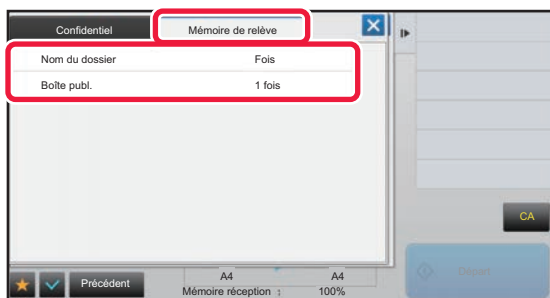 Confidentiel
Mémoire de relève
Nom du dossier Fois
Boîte publ. 1 fois
CA
Départ
Précédent
A4 A4
Mémoire réception : 100%